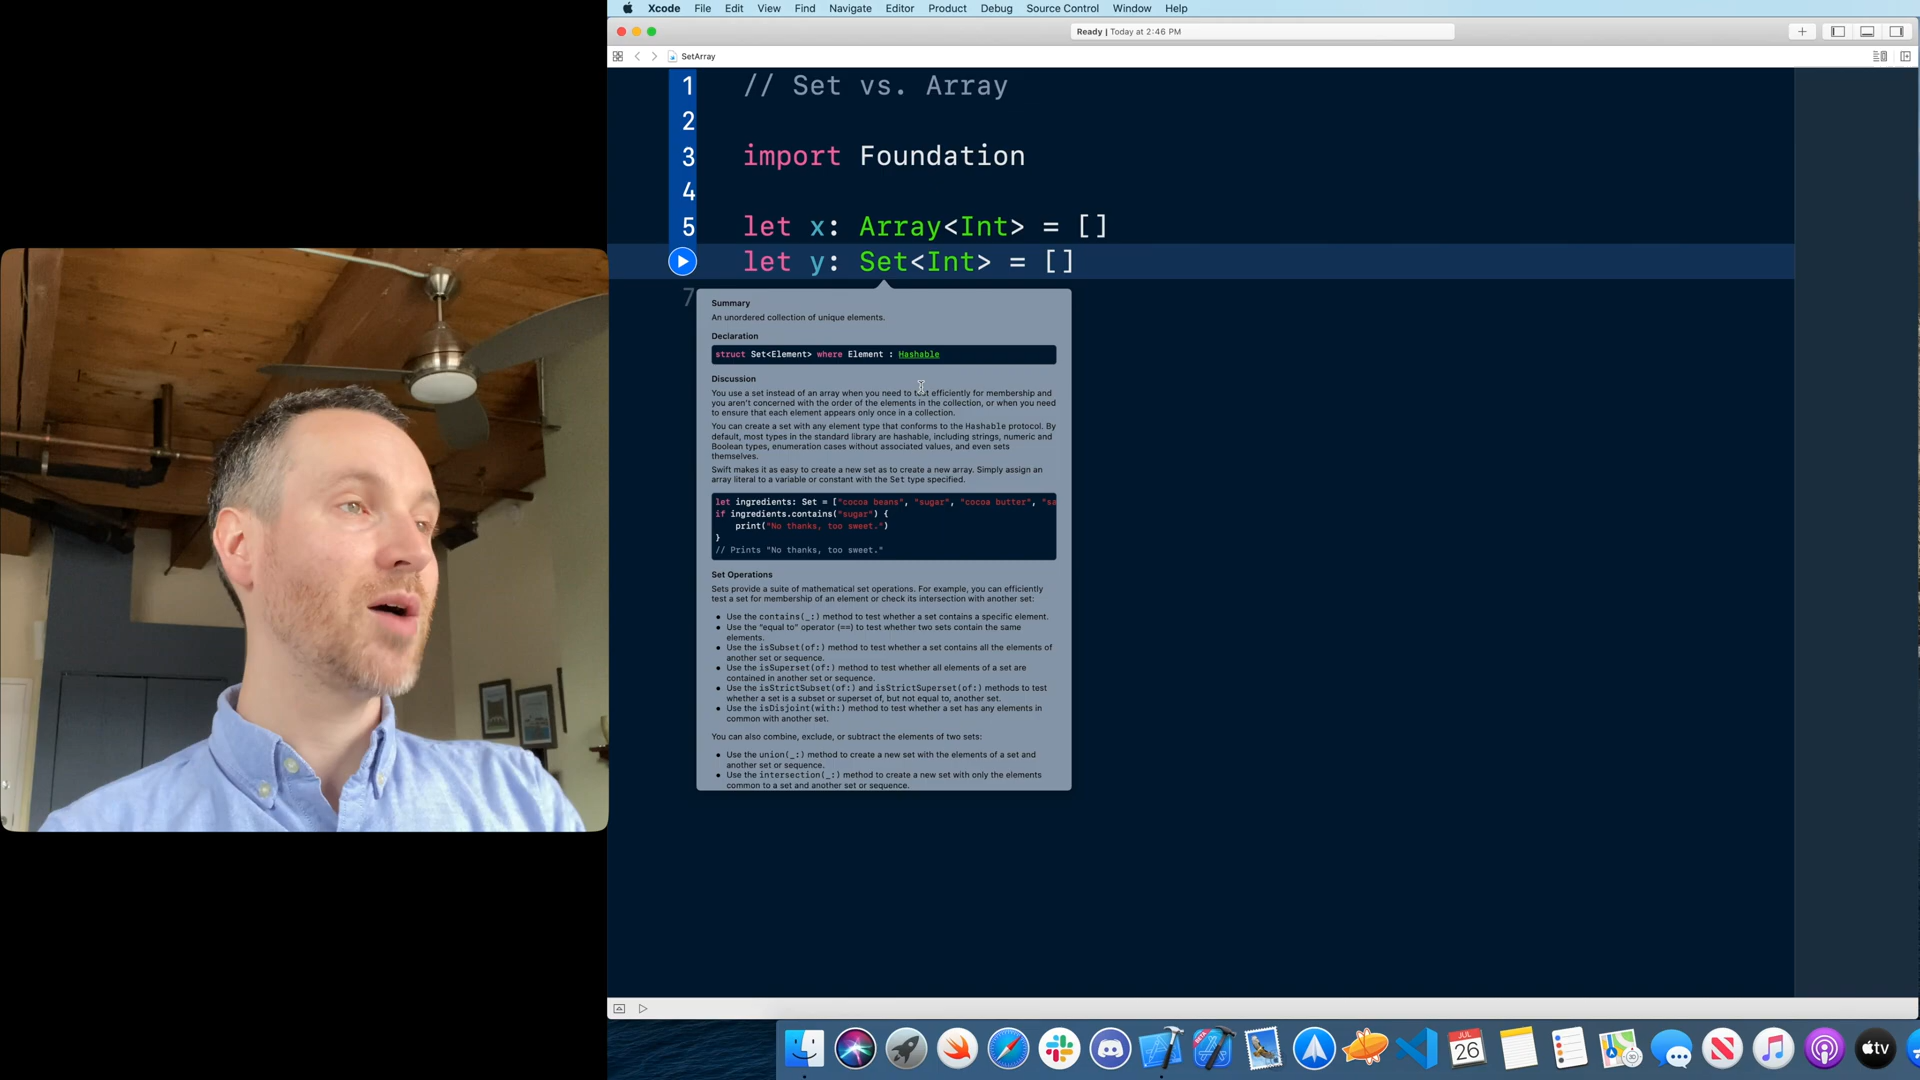 Xcode File Edit View Find Navigate Editor Product Debug Source Control Window Help
Ready | Today at 2:46 PM
SetArray
1 // Set vs. Array
2
3 import Foundation
4
5 let x: Array<Int> = []
let y: Set<Int> = []
7
Summary
An unordered collection of unique elements.
Declaration
struct Set<Element> where Element : Hashable
Discussion
You use a set instead of an array when you need to test efficiently for membership and
you aren't concerned with the order of the elements in the collection, or when you need
to ensure that each element appears only once in a collection.
You can create a set with any element type that conforms to the Hashable protocol. By
default, most types in the standard library are hashable, including strings, numeric and
Boolean types, enumeration cases without associated values, and even sets
themselves.
Swift makes it as easy to create a new set as to create a new array. Simply assign an
array literal to a variable or constant with the Set type specified.
let ingredients: Set = ["cocoa beans", "sugar", "cocoa butter", "sa
if ingredients.contains("sugar") {
print("No thanks, too sweet.")
}
// Prints "No thanks, too sweet."
Set Operations
Sets provide a suite of mathematical set operations. For example, you can efficiently
test a set for membership of an element or check its intersection with another set:
• Use the contains(_:) method to test whether a set contains a specific element.
• Use the "equal to" operator (==) to test whether two sets contain the same
elements.
• Use the isSubset(of:) method to test whether a set contains all the elements of
another set or sequence.
• Use the isSuperset(of:) method to test whether all elements of a set are
contained in another set or sequence.
• Use the isStrictSubset(of:) and isStrictSuperset(of:) methods to test
whether a set is a subset or superset of, but not equal to, another set.
• Use the isDisjoint(with:) method to test whether a set has any elements in
common with another set.
You can also combine, exclude, or subtract the elements of two sets:
• Use the union(_:) method to create a new set with the elements of a set and
another set or sequence.
• Use the intersection(_:) method to create a new set with only the elements
common to a set and another set or sequence.
BETA
JUL
26
3D
tv